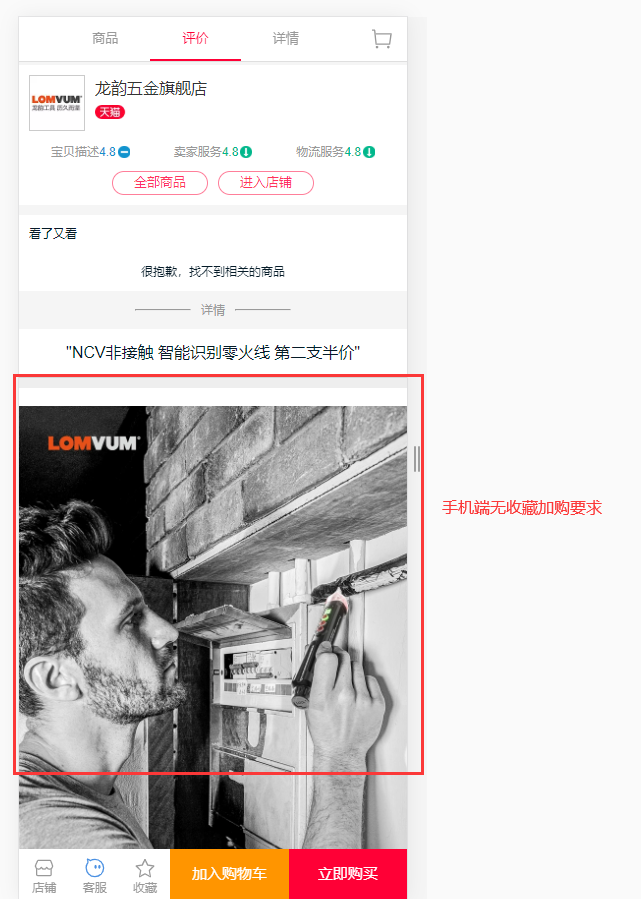 商品 评价 详情
LOMVUM
龙韵工具 历久如新
龙韵五金旗舰店
天猫
宝贝描述4.8 卖家服务4.8 物流服务4.8
全部商品 进入店铺
看了又看
很抱歉，找不到相关的商品
详情
"NCV非接触 智能识别零火线 第二支半价"
LOMVUM
手机端无收藏加购要求
店铺 客服 收藏 加入购物车 立即购买